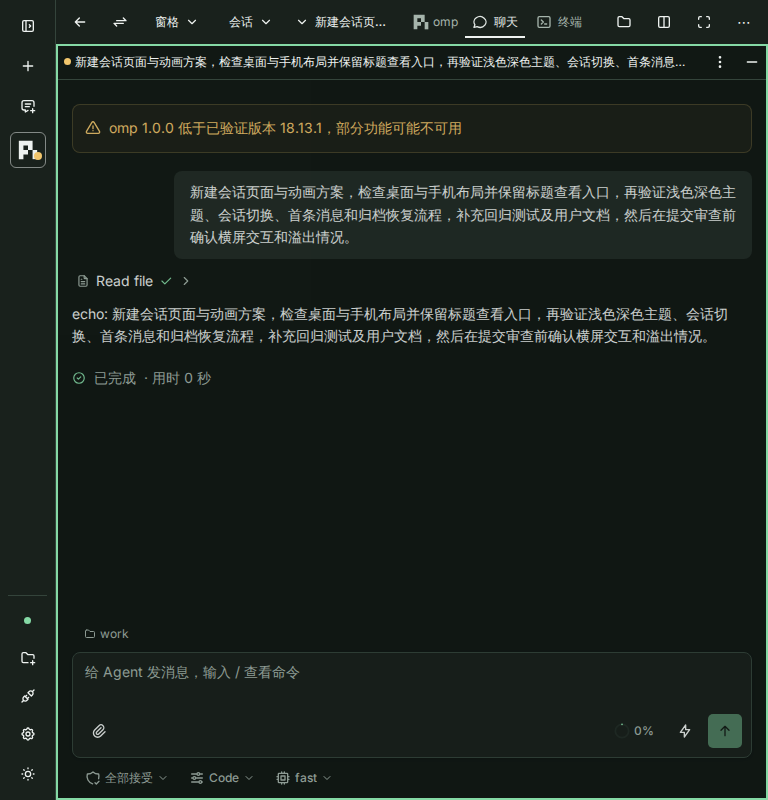 窗格
会话
新建会话页...
omp
聊天
终端
新建会话页面与动画方案，检查桌面与手机布局并保留标题查看入口，再验证浅色深色主题、会话切换、首条消息...
omp 1.0.0 低于已验证版本 18.13.1，部分功能可能不可用
新建会话页面与动画方案，检查桌面与手机布局并保留标题查看入口，再验证浅色深色主
题、会话切换、首条消息和归档恢复流程，补充回归测试及用户文档，然后在提交审查前
确认横屏交互和溢出情况。
Read file
echo: 新建会话页面与动画方案，检查桌面与手机布局并保留标题查看入口，再验证浅色深色主题、会话切
换、首条消息和归档恢复流程，补充回归测试及用户文档，然后在提交审查前确认横屏交互和溢出情况。
已完成 · 用时 0 秒
work
给 Agent 发消息，输入 / 查看命令
0%
全部接受
Code
fast